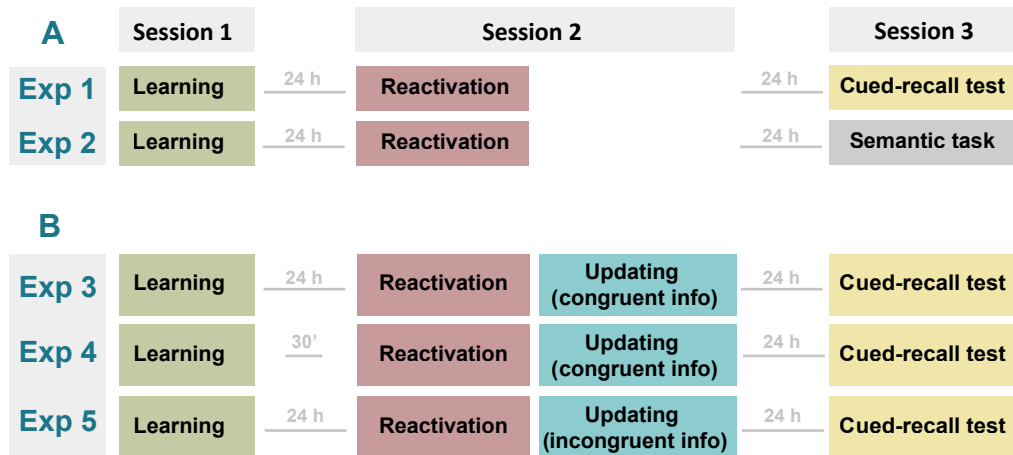 A Session 1 Session 2 Session 3
Exp 1 Learning 24 h Reactivation 24 h Cued-recall test
Exp 2 Learning 24 h Reactivation 24 h Semantic task
B
Exp 3 Learning 24 h Reactivation Updating (congruent info) 24 h Cued-recall test
Exp 4 Learning 30’ Reactivation Updating (congruent info) 24 h Cued-recall test
Exp 5 Learning 24 h Reactivation Updating (incongruent info) 24 h Cued-recall test